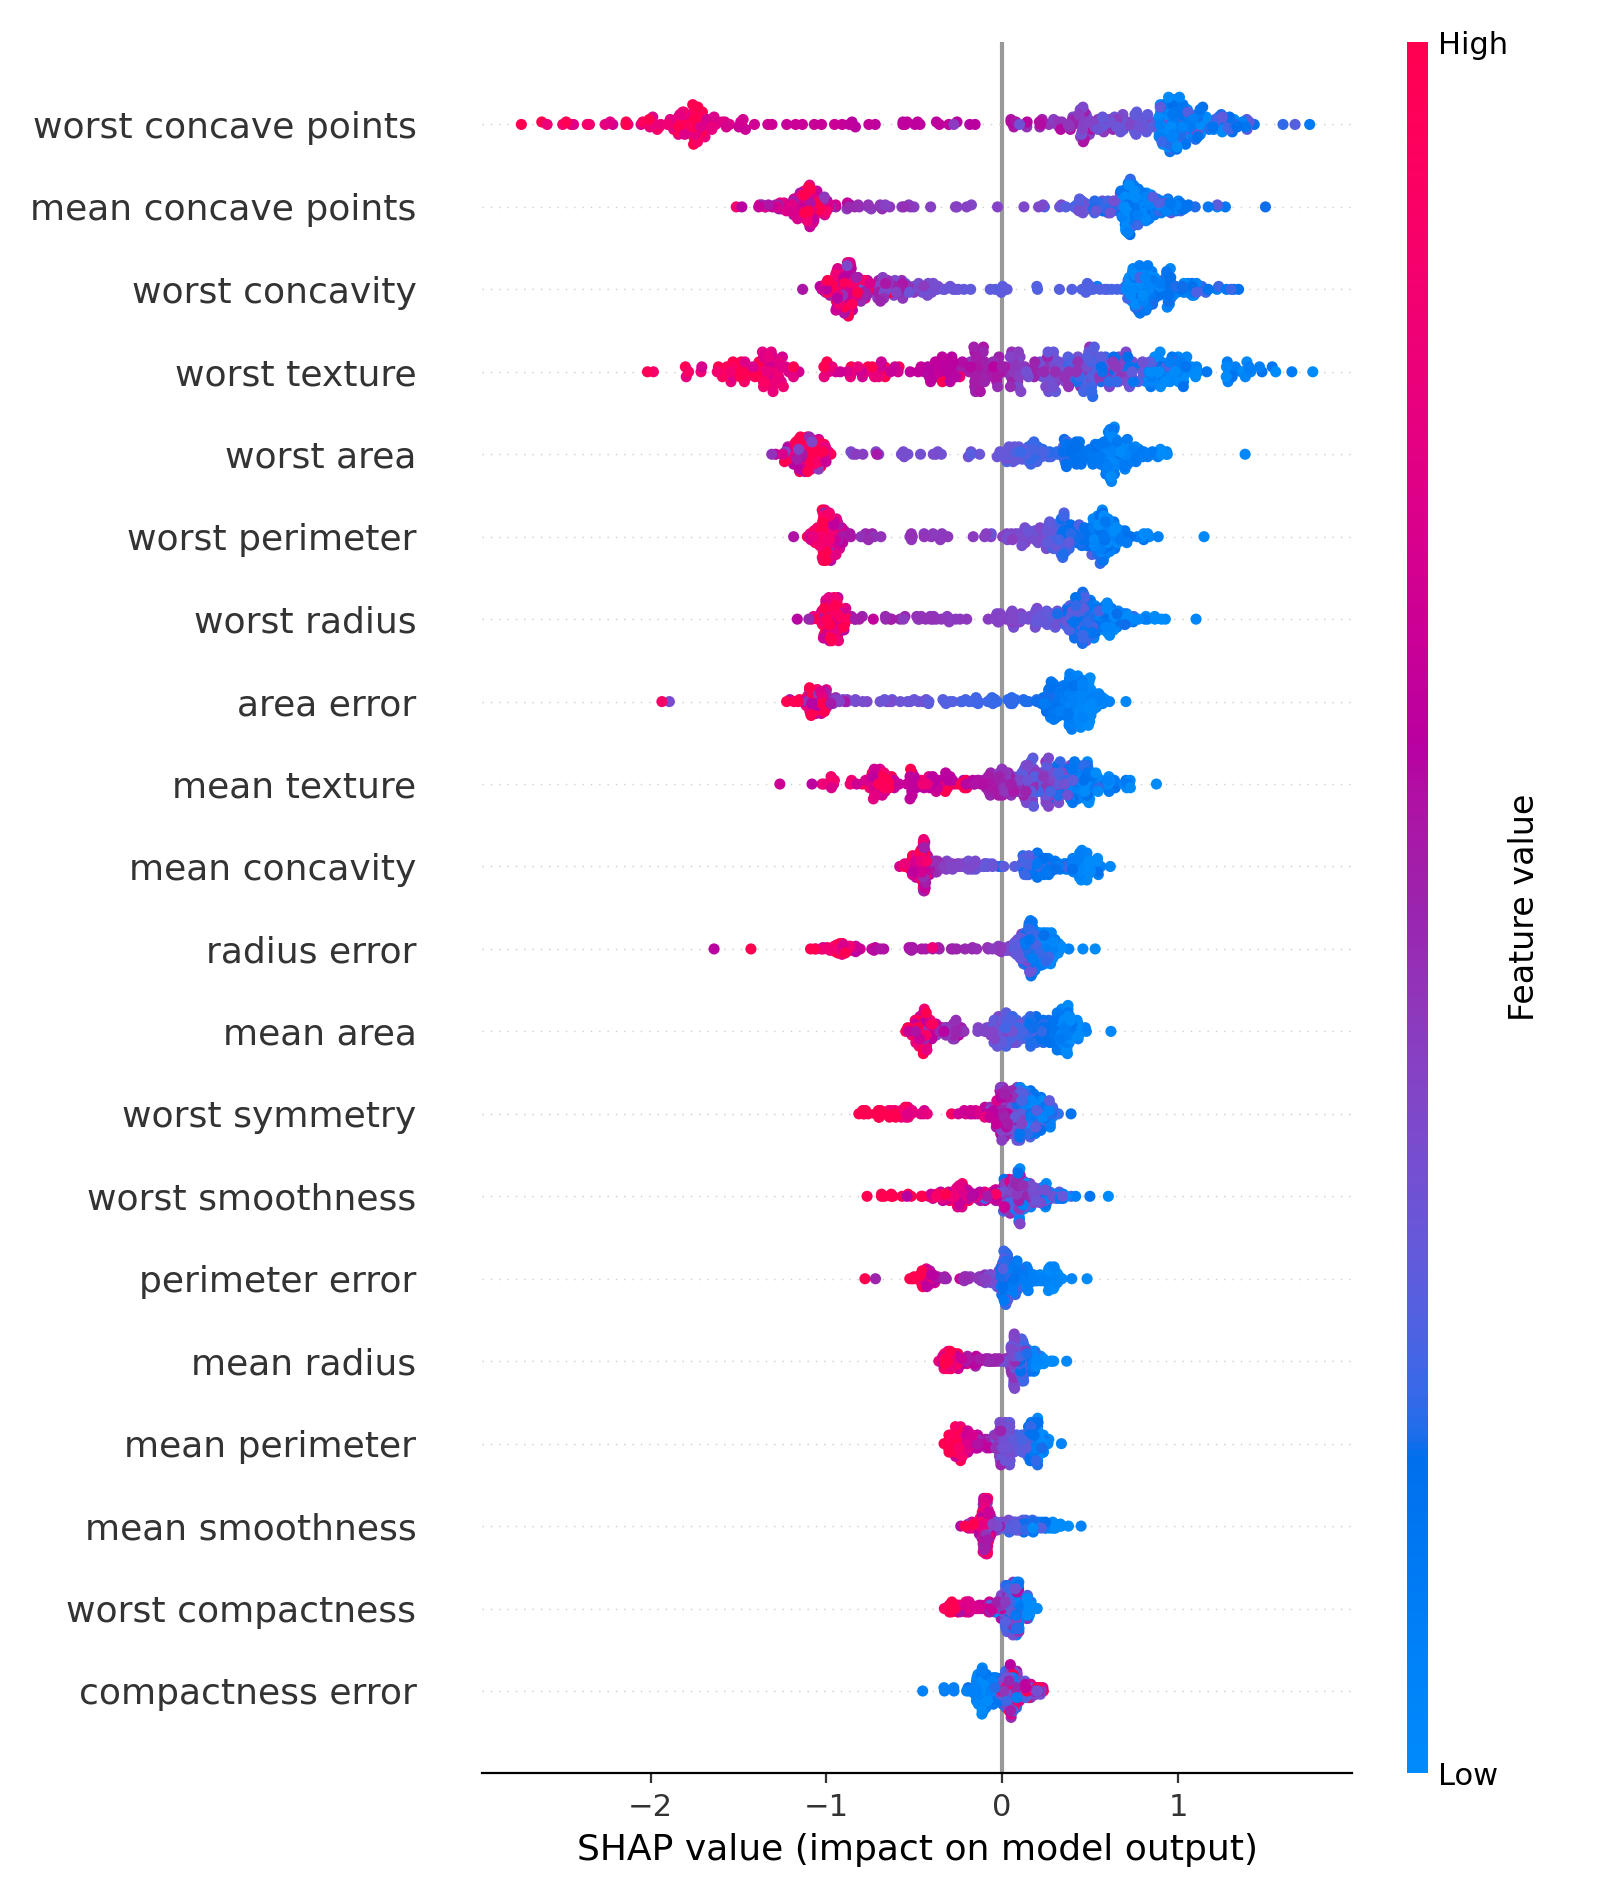 High
worst concave points
mean concave points
worst concavity
worst texture
worst area
worst perimeter
worst radius
area error
mean texture
mean concavity
radius error
mean area
worst symmetry
worst smoothness
perimeter error
mean radius
mean perimeter
mean smoothness
worst compactness
compactness error
Feature value
Low
−2 −1 0 1
SHAP value (impact on model output)